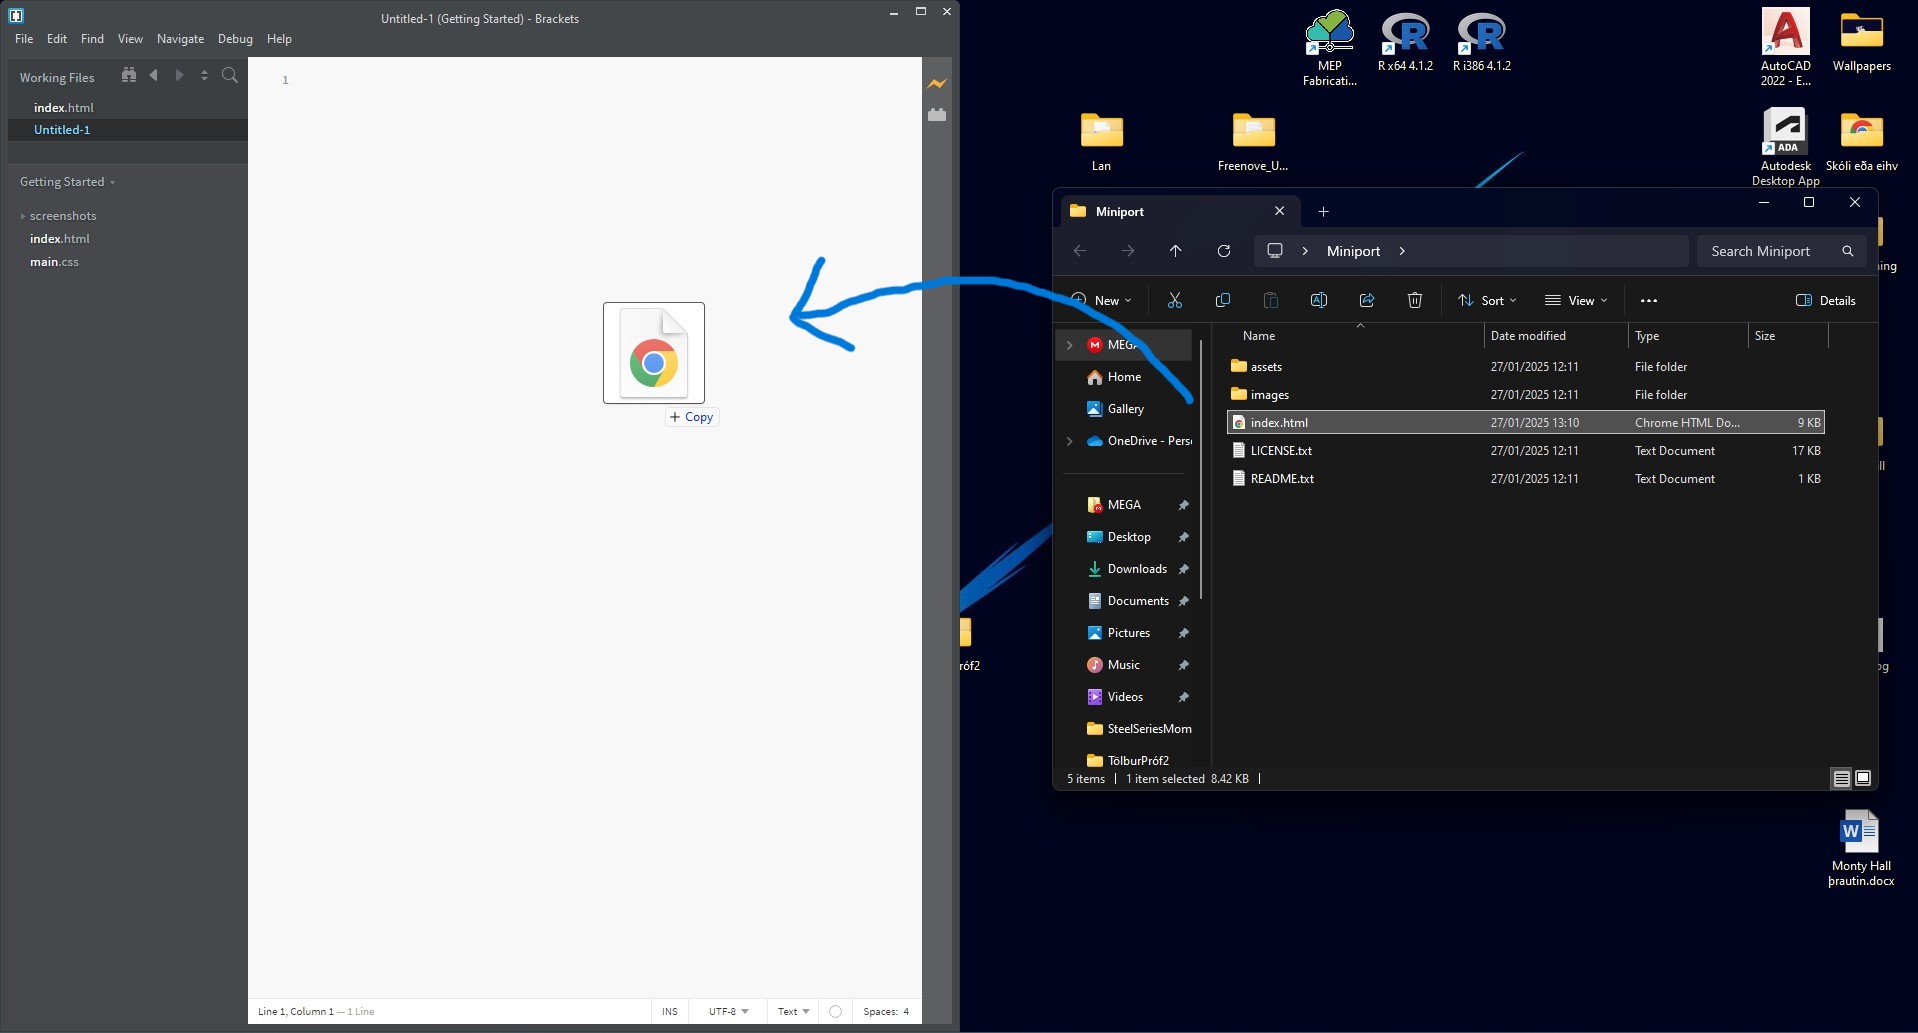 Untitled-1 (Getting Started) - Brackets
File Edit Find View Navigate Debug Help
Working Files
index.html
Untitled-1
Getting Started
screenshots
index.html
main.css
1
Copy
Line 1, Column 1 — 1 Line
INS
UTF-8
Text
Spaces: 4
MEP
Fabricati...
R x64 4.1.2
R i386 4.1.2
AutoCAD
2022 - E...
Wallpapers
Lan
Freenove_U...
ADA
Autodesk
Desktop App
Skóli eða eihv
Miniport
Miniport
Search Miniport
New
Sort
View
Details
Name Date modified Type Size
assets 27/01/2025 12:11 File folder
images 27/01/2025 12:11 File folder
index.html 27/01/2025 13:10 Chrome HTML Do... 9 KB
LICENSE.txt 27/01/2025 12:11 Text Document 17 KB
README.txt 27/01/2025 12:11 Text Document 1 KB
MEGA
Home
Gallery
OneDrive - Pers
MEGA
Desktop
Downloads
Documents
Pictures
Music
Videos
SteelSeriesMom
TölburPróf2
5 items 1 item selected 8.42 KB
róf2
ning
ll
og
W
Monty Hall
þrautin.docx